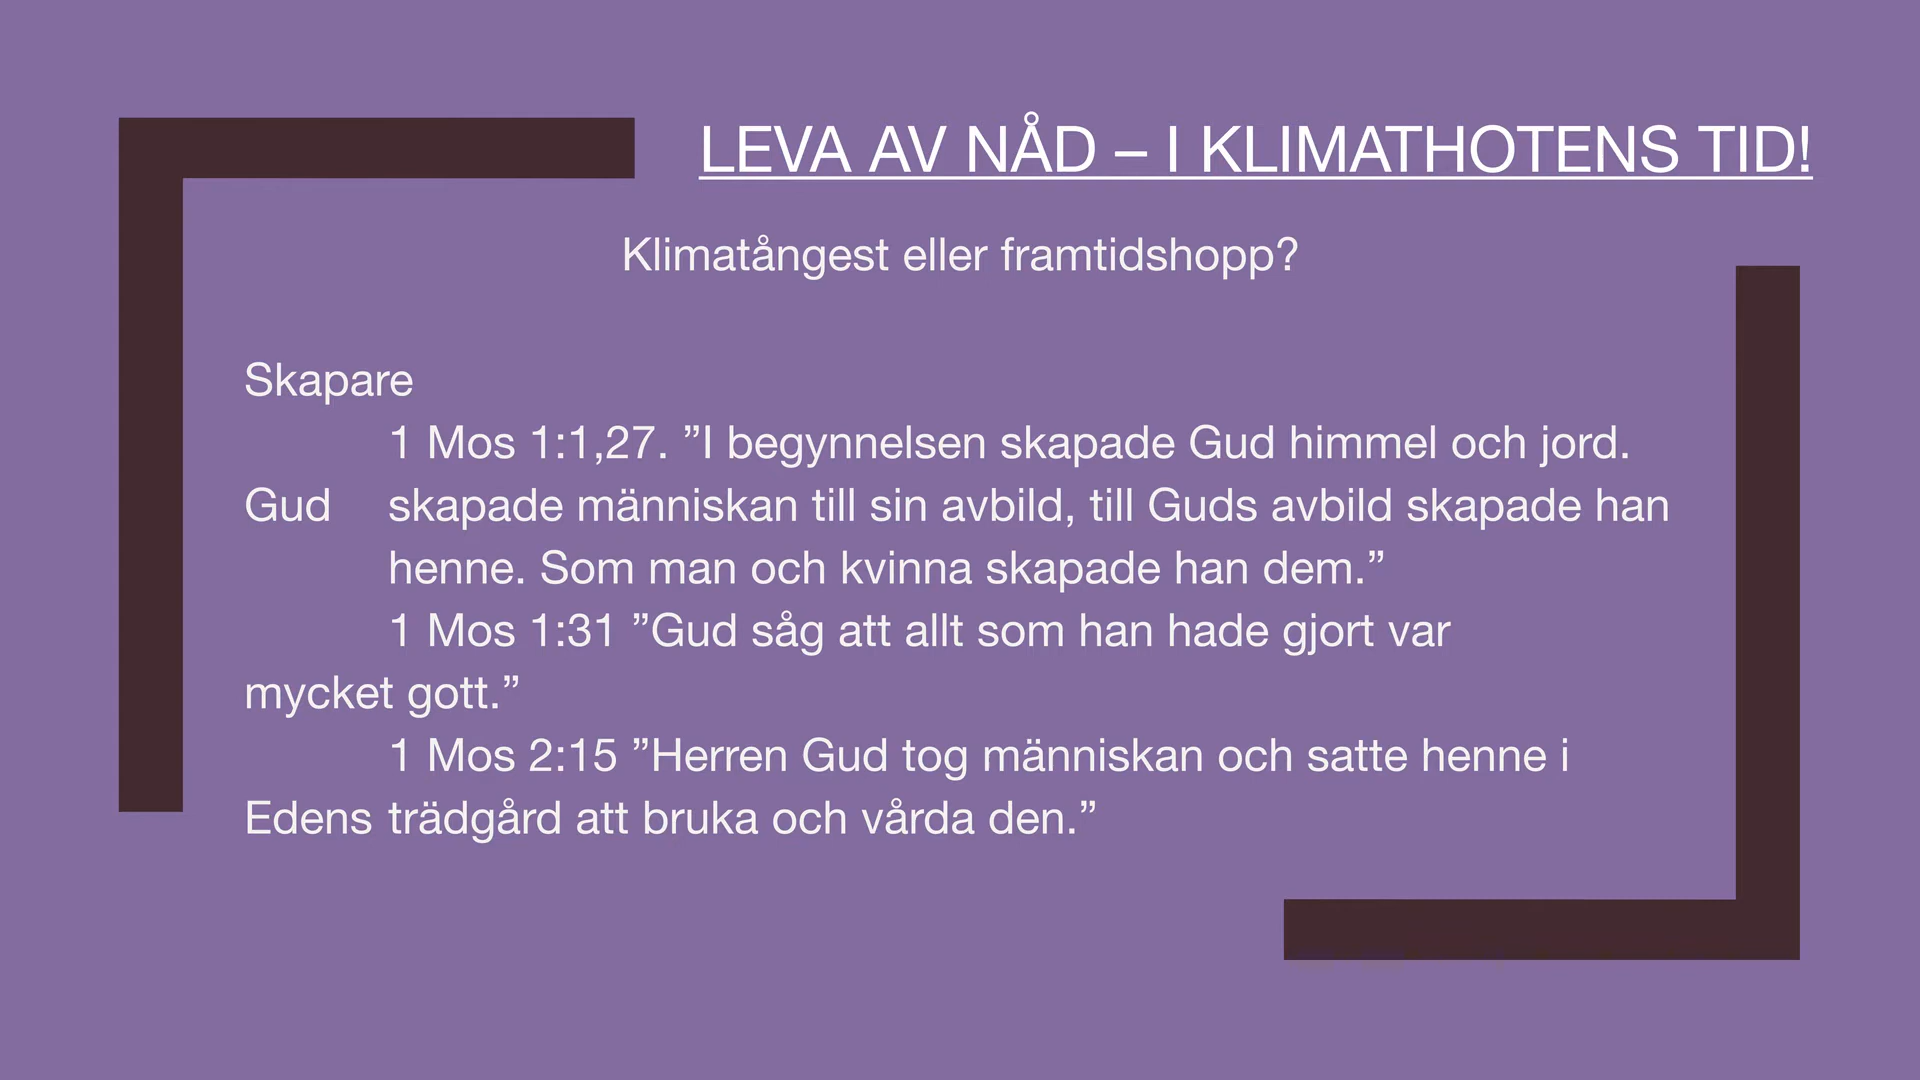 LEVA AV NÅD – I KLIMATHOTENS TID!
Klimatångest eller framtidshopp?
Skapare
1 Mos 1:1,27. ”I begynnelsen skapade Gud himmel och jord.
Gud skapade människan till sin avbild, till Guds avbild skapade han
henne. Som man och kvinna skapade han dem.”
1 Mos 1:31 ”Gud såg att allt som han hade gjort var
mycket gott.”
1 Mos 2:15 ”Herren Gud tog människan och satte henne i
Edens trädgård att bruka och vårda den.”